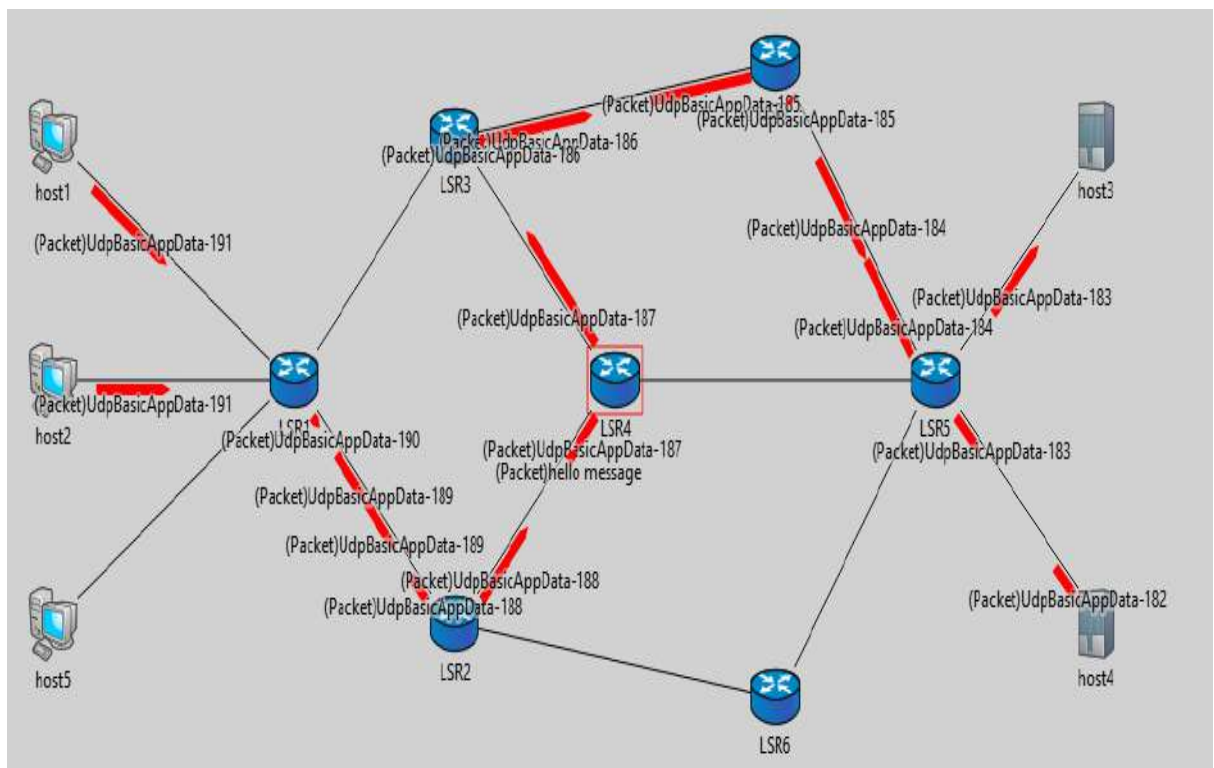 (Packet)UdpBasicAppData-185
(Packet)UdpBasicAppData-185
(Packet)UdpBasicAppData-186
(Packet)UdpBasicAppData-186
LSR3
host1
host3
(Packet)UdpBasicAppData-191
(Packet)UdpBasicAppData-184
(Packet)UdpBasicAppData-183
(Packet)UdpBasicAppData-187
(Packet)UdpBasicAppData-184
(Packet)UdpBasicAppData-191
host2
LSR1
LSR4
LSR5
(Packet)UdpBasicAppData-190
(Packet)UdpBasicAppData-187
(Packet)UdpBasicAppData-183
(Packet)hello message
(Packet)UdpBasicAppData-189
(Packet)UdpBasicAppData-189
(Packet)UdpBasicAppData-188
(Packet)UdpBasicAppData-188
(Packet)UdpBasicAppData-182
LSR2
host5
host4
LSR6